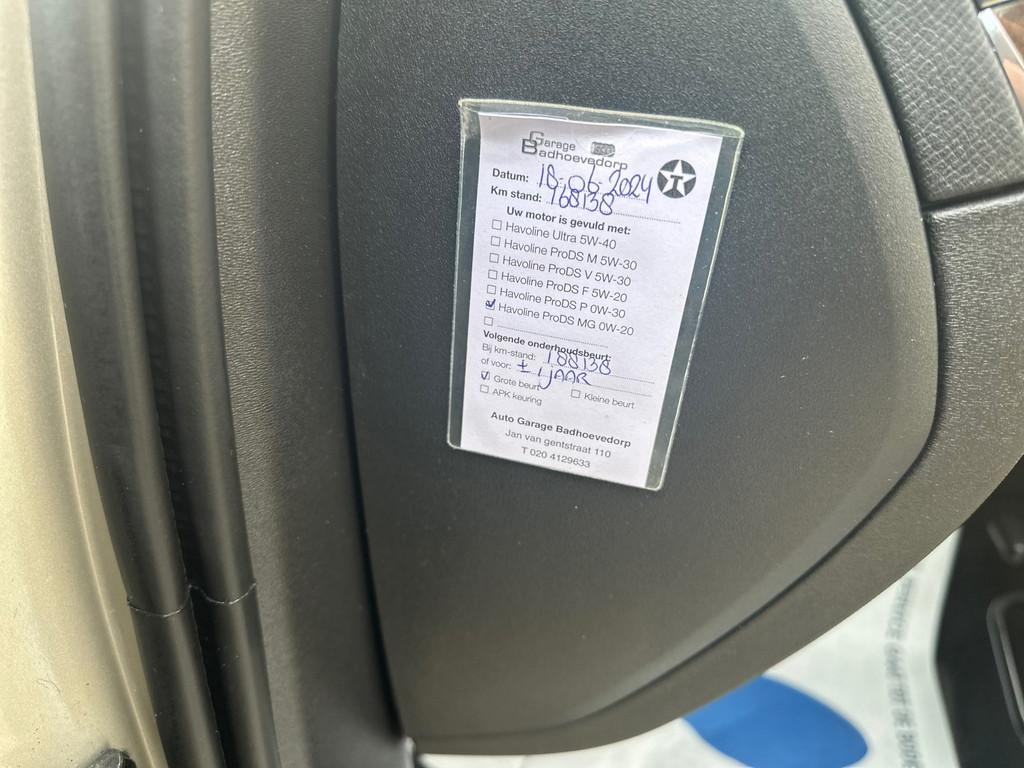 Garage
Badhoevedorp
T
Datum: 18-06-2024
Km stand: 168138
Uw motor is gevuld met:
Havoline Ultra 5W-40
Havoline ProDS M 5W-30
Havoline ProDS V 5W-30
Havoline ProDS F 5W-20
Havoline ProDS P 0W-30
Havoline ProDS MG 0W-20
Volgende onderhoudsbeurt:
Bij km-stand: 188138
of voor: ± 1 JAAR
Grote beurt Kleine beurt
APK keuring
Auto Garage Badhoevedorp
Jan van gentstraat 110
T 020 4129633